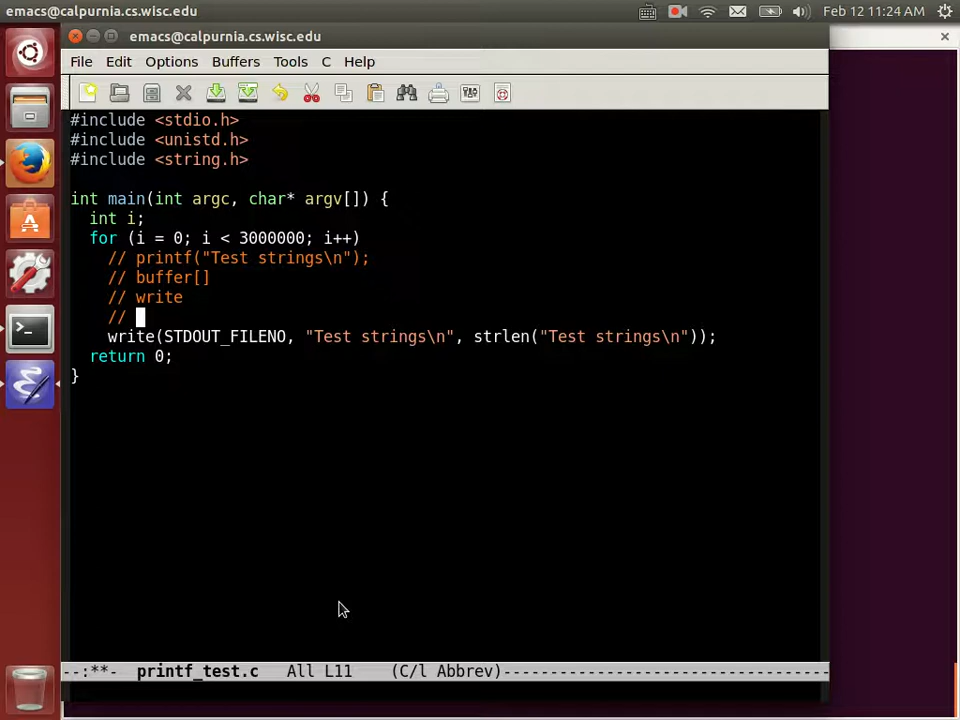 emacs@calpurnia.cs.wisc.edu
Feb 12 11:24 AM
emacs@calpurnia.cs.wisc.edu
File Edit Options Buffers Tools C Help
#include <stdio.h>
#include <unistd.h>
#include <string.h>
int main(int argc, char* argv[]) {
  int i;
  for (i = 0; i < 3000000; i++)
    // printf("Test strings\n");
    // buffer[]
    // write
    //
    write(STDOUT_FILENO, "Test strings\n", strlen("Test strings\n"));
  return 0;
}
--:**- printf_test.c All L11 (C/l Abbrev)-----------------------------------